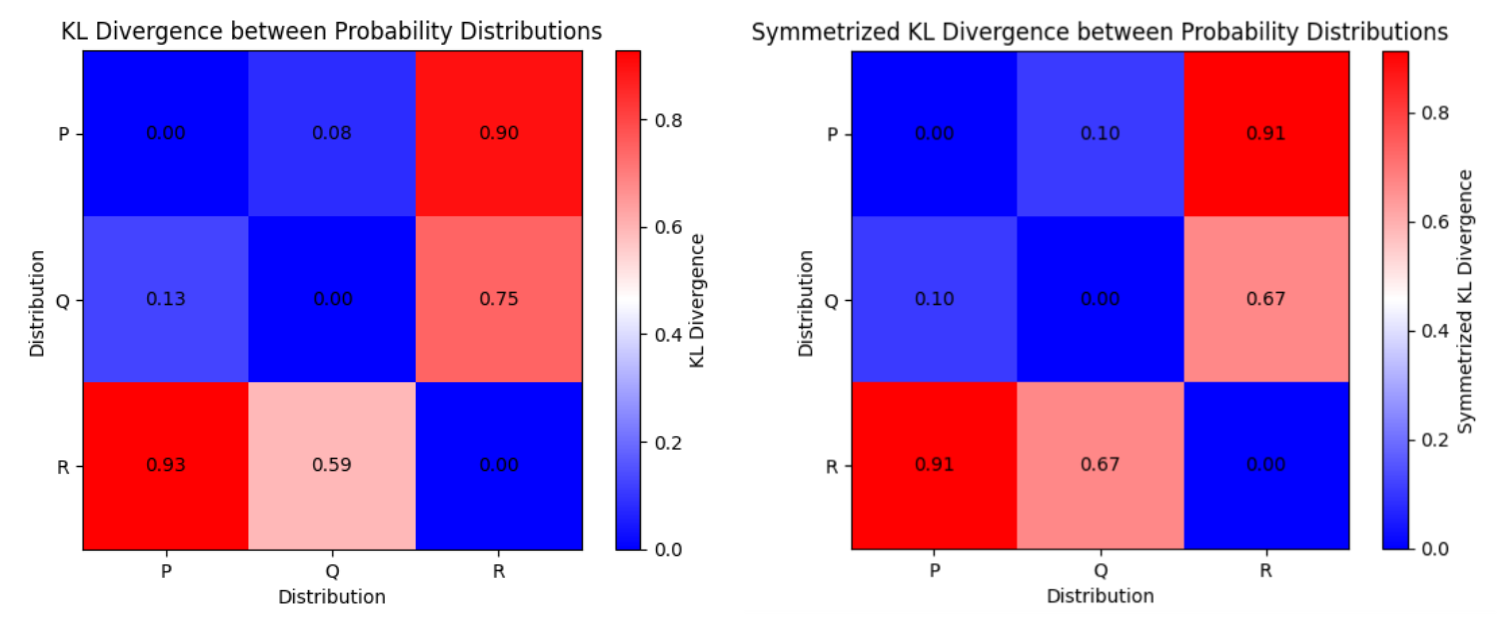 KL Divergence between Probability Distributions
P
Q
R
Distribution
0.00 0.08 0.90
0.13 0.00 0.75
0.93 0.59 0.00
P Q R
Distribution
0.8
0.6
0.4
0.2
0.0
KL Divergence
Symmetrized KL Divergence between Probability Distributions
P
Q
R
Distribution
0.00 0.10 0.91
0.10 0.00 0.67
0.91 0.67 0.00
P Q R
Distribution
0.8
0.6
0.4
0.2
0.0
Symmetrized KL Divergence